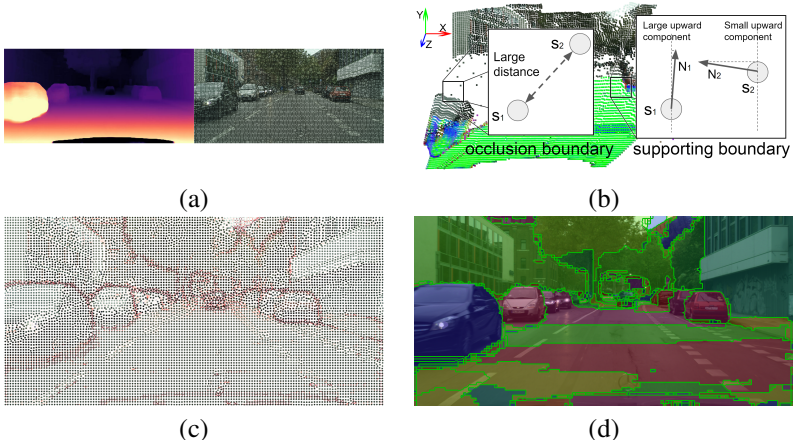 Y
X
Z
Large distance
S₂
S₁
Large upward component
Small upward component
N₁
N₂
S₂
S₁
occlusion boundary
supporting boundary
(a)
(b)
(c)
(d)